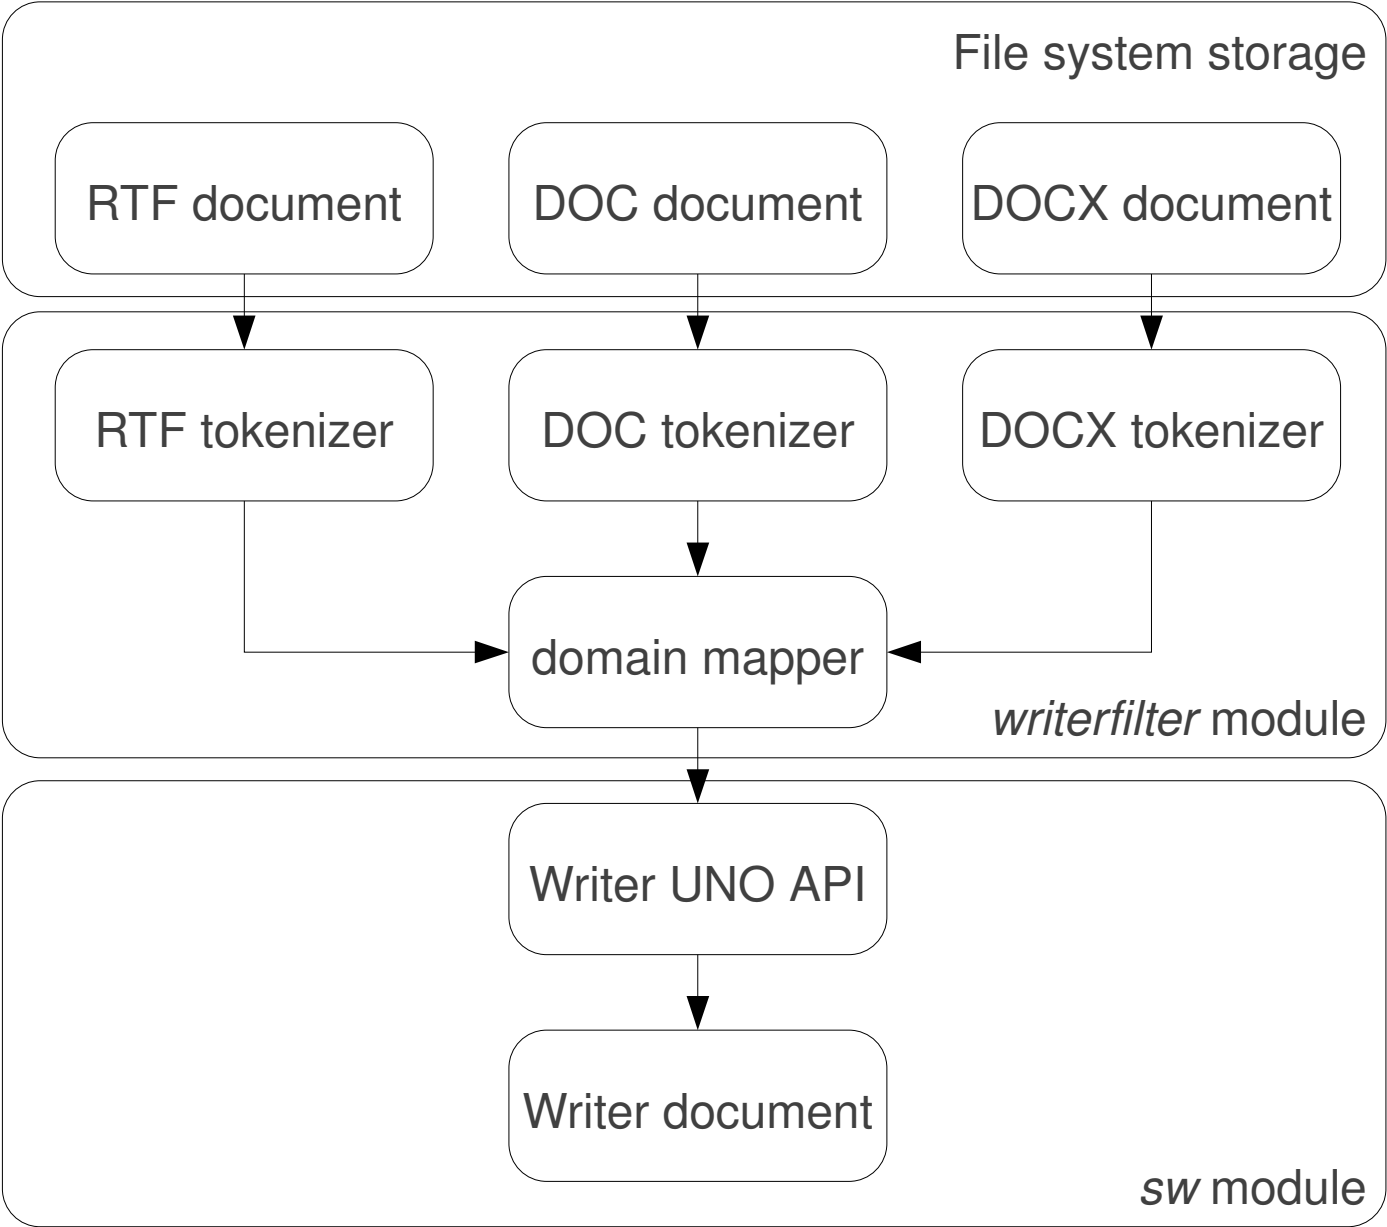 File system storage
RTF document
DOC document
DOCX document
RTF tokenizer
DOC tokenizer
DOCX tokenizer
domain mapper
writerfilter module
Writer UNO API
Writer document
sw module